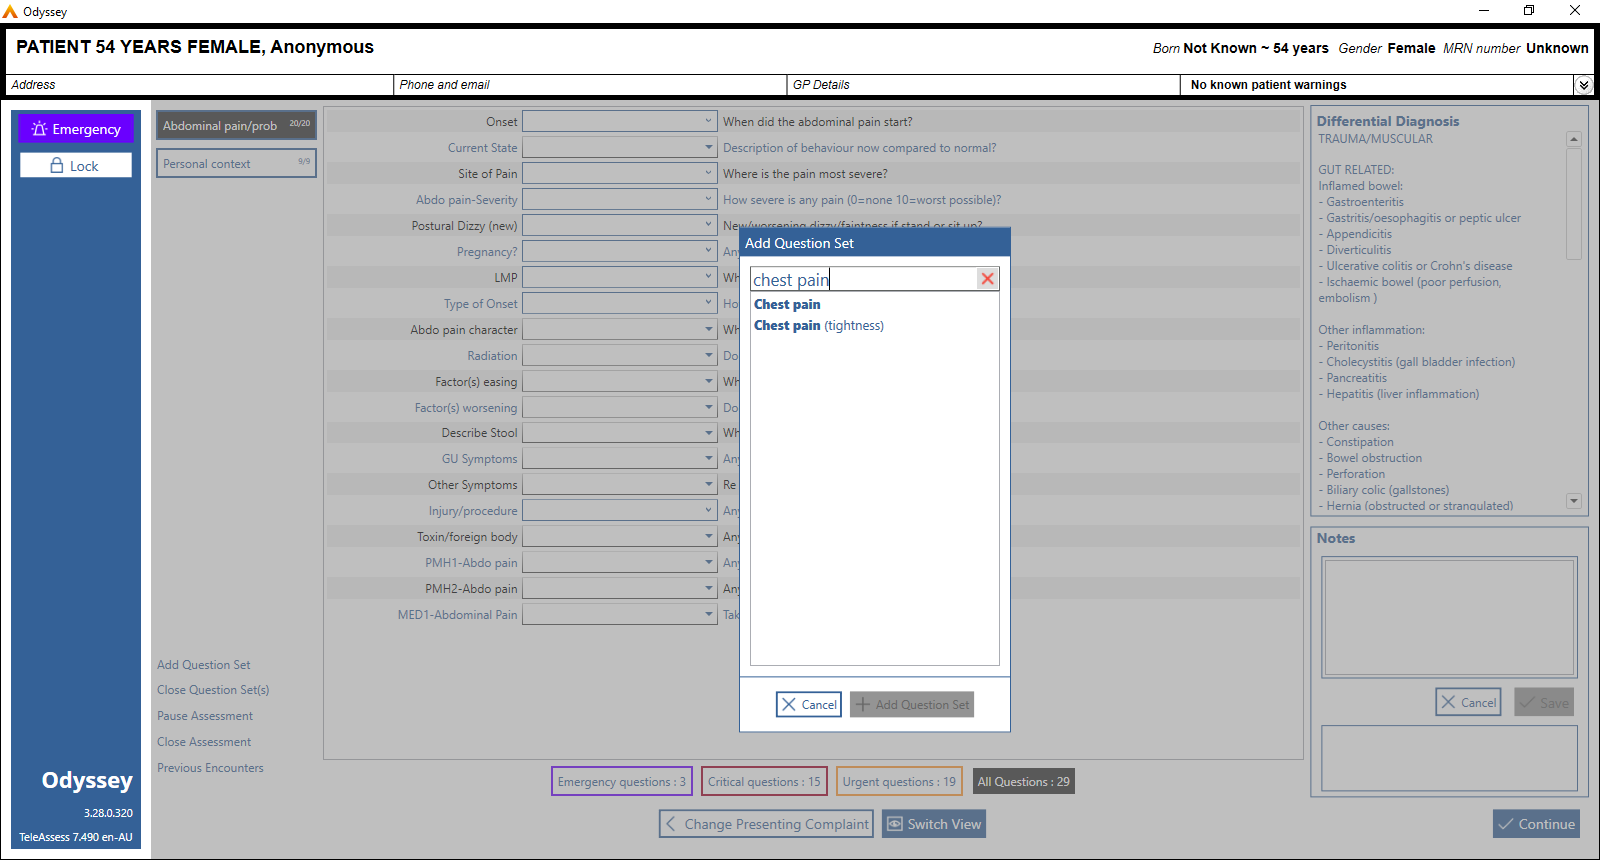 Odyssey
PATIENT 54 YEARS FEMALE, Anonymous
Born Not Known ~ 54 years Gender Female MRN number Unknown
Address
Phone and email
GP Details
No known patient warnings
Emergency
Lock
Abdominal pain/prob 20/20
Personal context 9/9
Onset When did the abdominal pain start?
Current State Description of behaviour now compared to normal?
Site of Pain Where is the pain most severe?
Abdo pain-Severity How severe is any pain (0=none 10=worst possible)?
Postural Dizzy (new) New/worsening dizzy/faintness if stand or sit up?
Pregnancy? An
LMP Wh
Type of Onset Ho
Abdo pain character Wh
Radiation Do
Factor(s) easing Wh
Factor(s) worsening Do
Describe Stool Wh
GU Symptoms Any
Other Symptoms Re
Injury/procedure Any
Toxin/foreign body Any
PMH1-Abdo pain Any
PMH2-Abdo pain Any
MED1-Abdominal Pain Tak
Add Question Set
chest pain
Chest pain
Chest pain (tightness)
Cancel
Add Question Set
Differential Diagnosis
TRAUMA/MUSCULAR
GUT RELATED:
Inflamed bowel:
- Gastroenteritis
- Gastritis/oesophagitis or peptic ulcer
- Appendicitis
- Diverticulitis
- Ulcerative colitis or Crohn's disease
- Ischaemic bowel (poor perfusion,
embolism )
Other inflammation:
- Peritonitis
- Cholecystitis (gall bladder infection)
- Pancreatitis
- Hepatitis (liver inflammation)
Other causes:
- Constipation
- Bowel obstruction
- Perforation
- Biliary colic (gallstones)
- Hernia (obstructed or strangulated)
Notes
Cancel
Save
Add Question Set
Close Question Set(s)
Pause Assessment
Close Assessment
Previous Encounters
Odyssey
3.28.0.320
TeleAssess 7.490 en-AU
Emergency questions : 3
Critical questions : 15
Urgent questions : 19
All Questions : 29
Change Presenting Complaint
Switch View
Continue